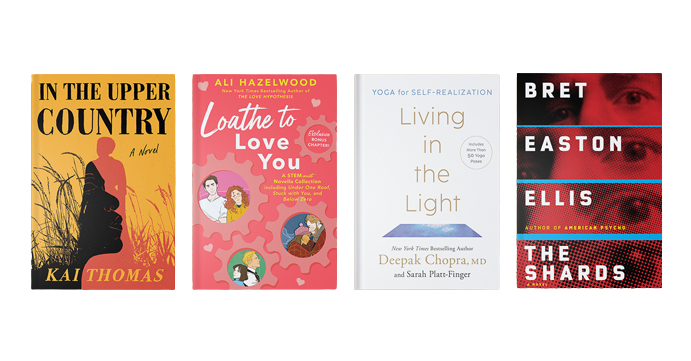 IN THE UPPER
COUNTRY
A Novel
KAI THOMAS
ALI HAZELWOOD
New York Times Bestselling Author of
THE LOVE HYPOTHESIS
Loathe to
Love
You
Exclusive
BONUS
CHAPTER!
A STEMinist
Novella Collection
including Under One Roof,
Stuck with You, and
Below Zero
YOGA for SELF-REALIZATION
Living
in
the
Light
Includes
More Than
50 Yoga
Poses
New York Times Bestselling Author
Deepak Chopra, MD
and Sarah Platt-Finger
BRET
EASTON
ELLIS
AUTHOR OF AMERICAN PSYCHO
THE
SHARDS
A NOVEL